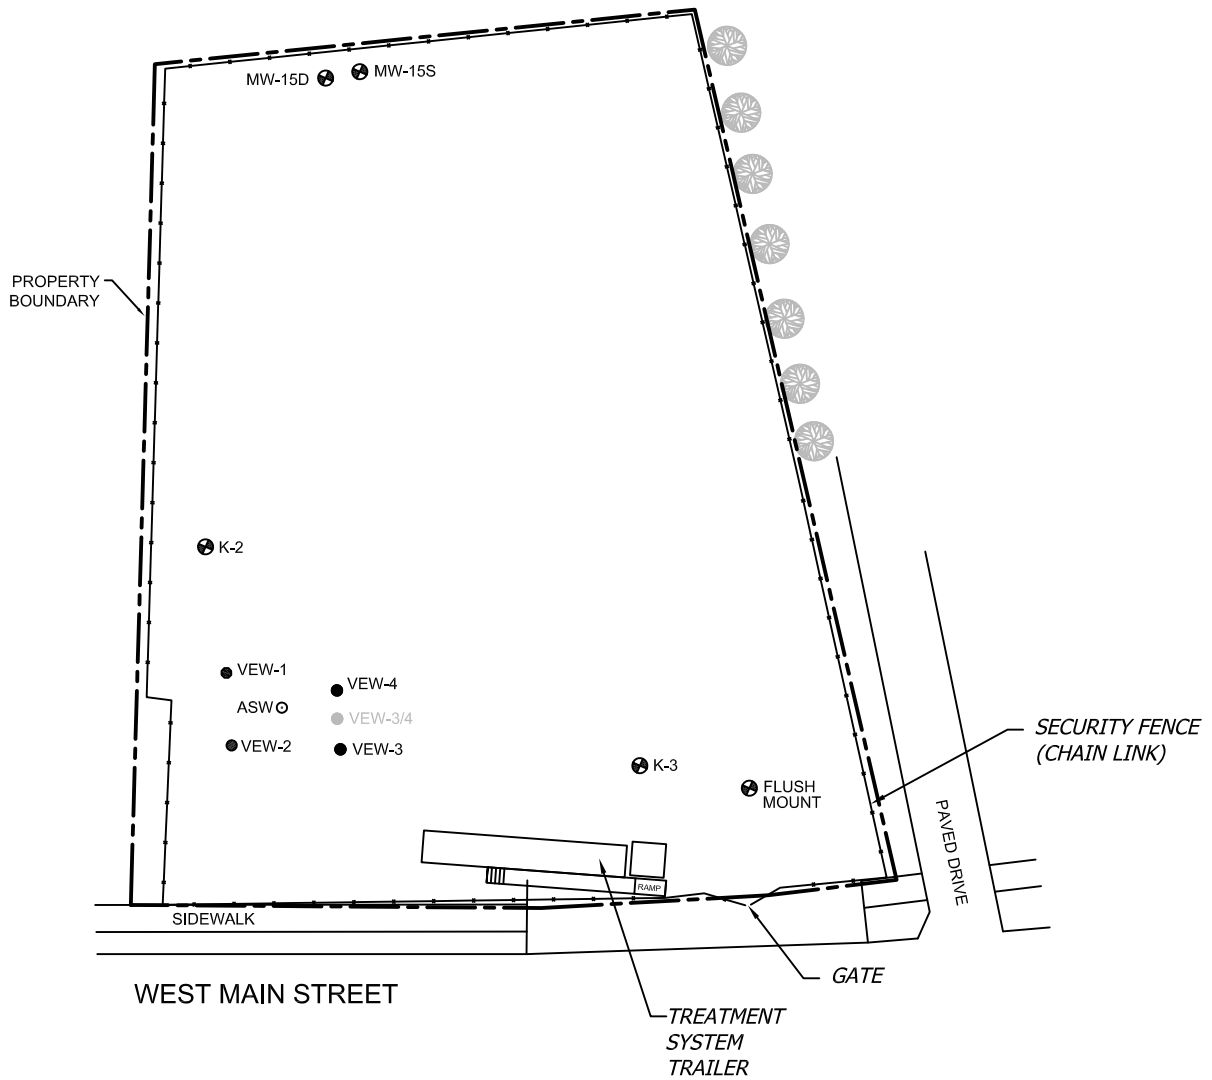 MW-15D
MW-15S
PROPERTY
BOUNDARY
K-2
VEW-1
VEW-4
ASW
VEW-3/4
VEW-2
VEW-3
K-3
FLUSH
MOUNT
SECURITY FENCE
(CHAIN LINK)
PAVED DRIVE
RAMP
SIDEWALK
GATE
WEST MAIN STREET
TREATMENT
SYSTEM
TRAILER